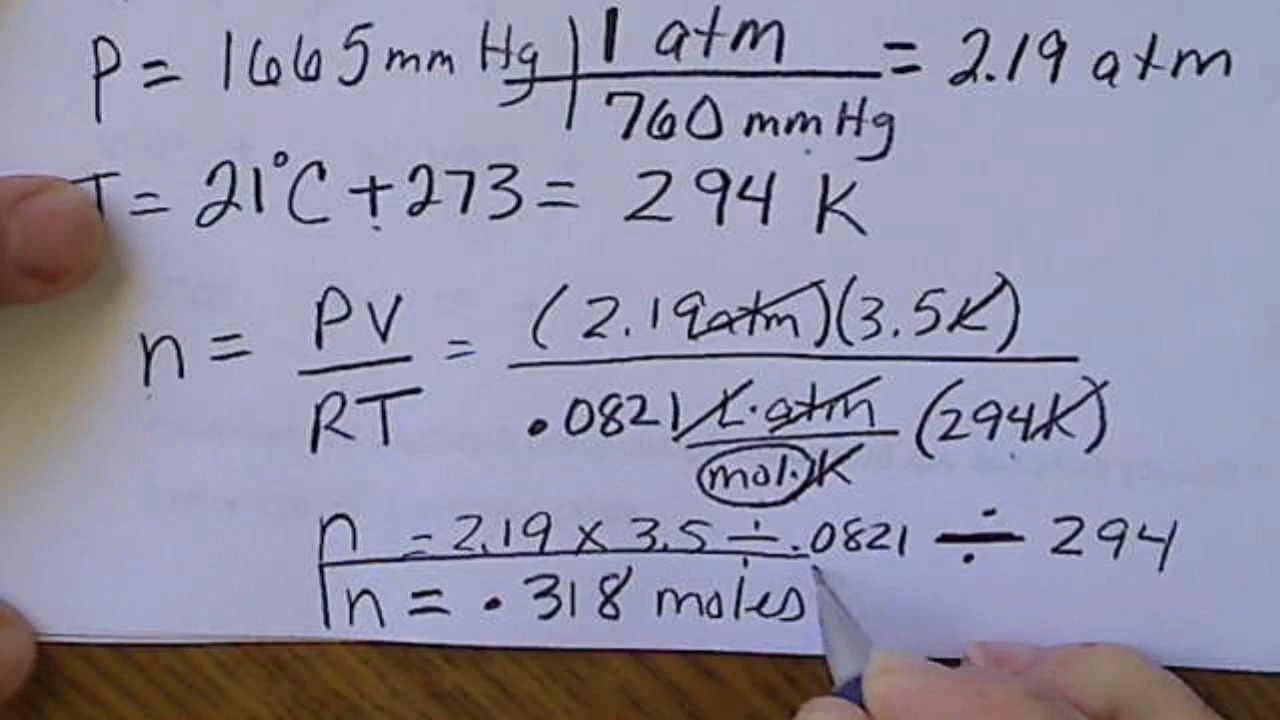 P = 1665 mm Hg | 1 atm / 760 mm Hg = 2.19 atm
T = 21°C + 273 = 294 K
n = PV / RT = (2.19 atm)(3.5 L) / .0821 L·atm / mol·K (294 K)
n = 2.19 x 3.5 ÷ .0821 ÷ 294
n = .318 moles